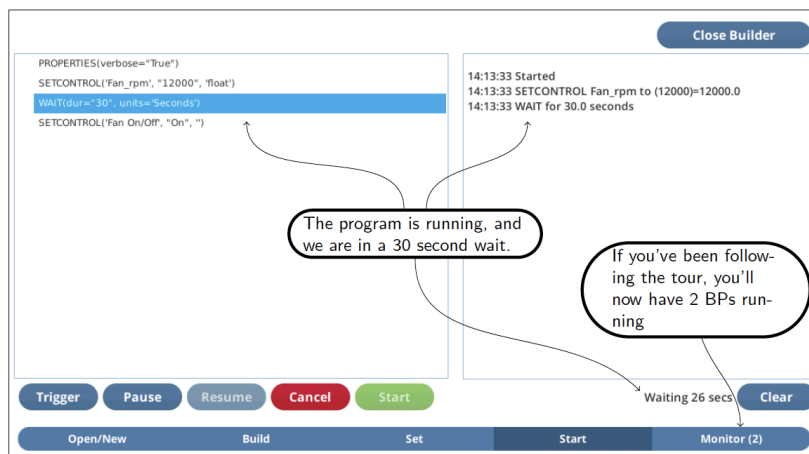 Close Builder
PROPERTIES(verbose="True")
SETCONTROL('Fan_rpm', "12000", 'float')
WAIT(dur="30", units='Seconds')
SETCONTROL('Fan On/Off', "On", '')
14:13:33 Started
14:13:33 SETCONTROL Fan_rpm to (12000)=12000.0
14:13:33 WAIT for 30.0 seconds
The program is running, and
we are in a 30 second wait.
If you've been follow-
ing the tour, you'll
now have 2 BPs run-
ning
Trigger
Pause
Resume
Cancel
Start
Waiting 26 secs
Clear
Open/New
Build
Set
Start
Monitor (2)